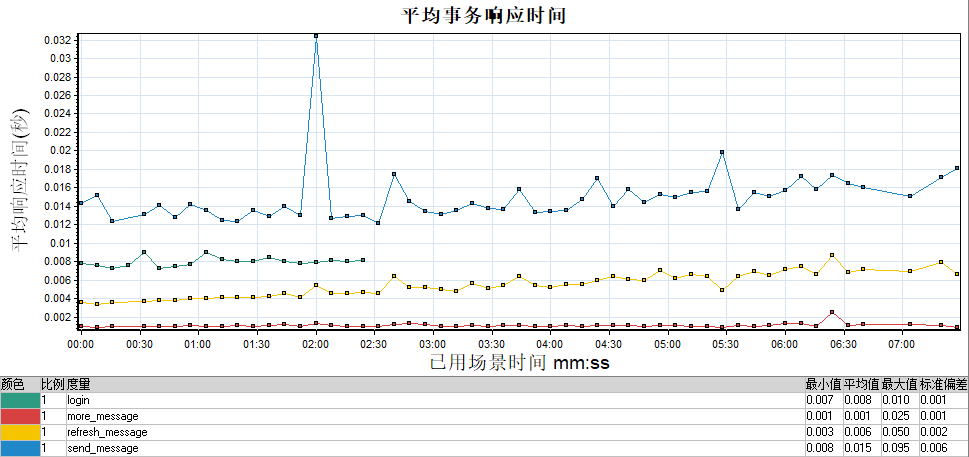 平均事务响应时间
平均响应时间(秒)
0.032
0.03
0.028
0.026
0.024
0.022
0.02
0.018
0.016
0.014
0.012
0.01
0.008
0.006
0.004
0.002
00:00 00:30 01:00 01:30 02:00 02:30 03:00 03:30 04:00 04:30 05:00 05:30 06:00 06:30 07:00
已用场景时间 mm:ss
颜色 比例 度量 最小值 平均值 最大值 标准偏差
1 login 0.007 0.008 0.010 0.001
1 more_message 0.001 0.001 0.025 0.001
1 refresh_message 0.003 0.006 0.050 0.002
1 send_message 0.008 0.015 0.095 0.006